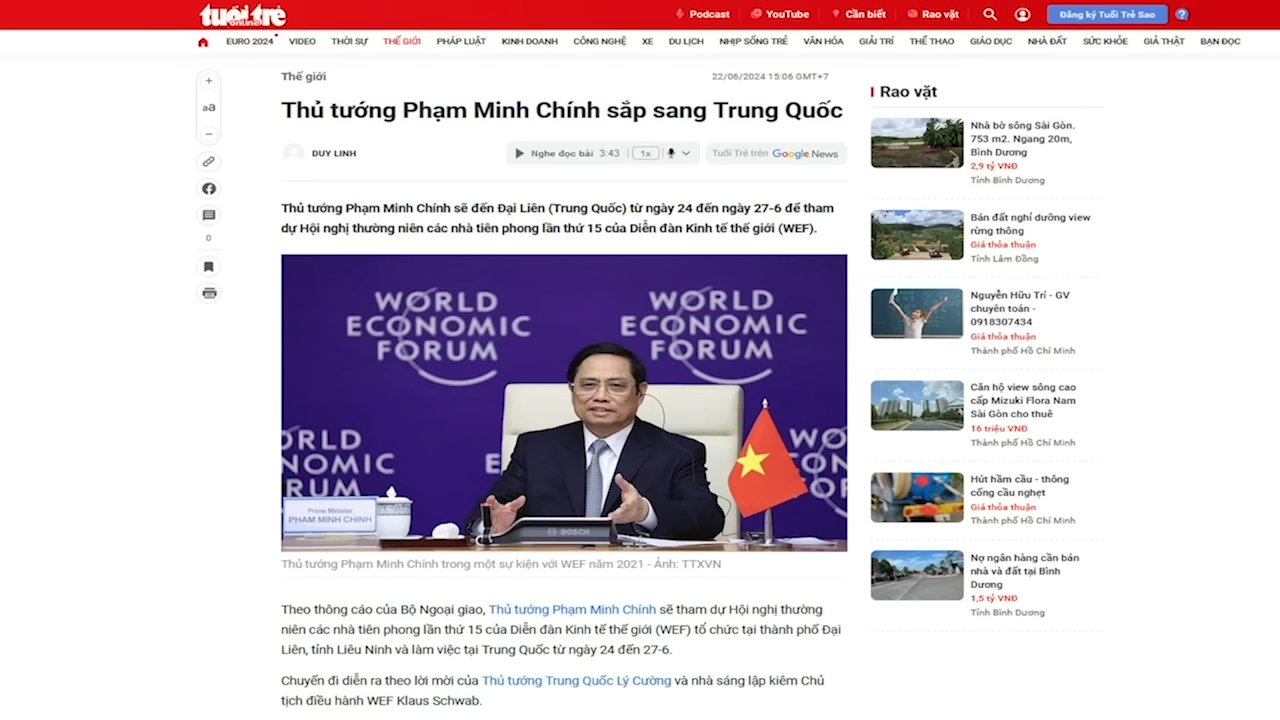 tuổi trẻ
online
Podcast
YouTube
Cần biết
Rao vặt
Đăng ký Tuổi Trẻ Sao
?
EURO 2024 VIDEO THỜI SỰ THẾ GIỚI PHÁP LUẬT KINH DOANH CÔNG NGHỆ XE DU LỊCH NHỊP SỐNG TRẺ VĂN HÓA GIẢI TRÍ THỂ THAO GIÁO DỤC NHÀ ĐẤT SỨC KHỎE GIẢ THẬT BẠN ĐỌC
+
aa
−
0
Thế giới
22/06/2024 15:06 GMT+7
Thủ tướng Phạm Minh Chính sắp sang Trung Quốc
DUY LINH
Nghe đọc bài 3:43 1x
Tuổi Trẻ trên Google News
Thủ tướng Phạm Minh Chính sẽ đến Đại Liên (Trung Quốc) từ ngày 24 đến ngày 27-6 để tham
dự Hội nghị thường niên các nhà tiên phong lần thứ 15 của Diễn đàn Kinh tế thế giới (WEF).
WORLD
ECONOMIC
FORUM
WORLD
ECONOMIC
FORUM
ORLD
NOMIC
RUM
E
WO
CON
FO
Prime Minister
PHAM MINH CHINH
BOSCH
Thủ tướng Phạm Minh Chính trong một sự kiện với WEF năm 2021 - Ảnh: TTXVN
Theo thông cáo của Bộ Ngoại giao, Thủ tướng Phạm Minh Chính sẽ tham dự Hội nghị thường
niên các nhà tiên phong lần thứ 15 của Diễn đàn Kinh tế thế giới (WEF) tổ chức tại thành phố Đại
Liên, tỉnh Liêu Ninh và làm việc tại Trung Quốc từ ngày 24 đến 27-6.
Chuyến đi diễn ra theo lời mời của Thủ tướng Trung Quốc Lý Cường và nhà sáng lập kiêm Chủ
tịch điều hành WEF Klaus Schwab.
Rao vặt
Nhà bờ sông Sài Gòn.
753 m2. Ngang 20m,
Bình Dương
2,9 tỷ VNĐ
Tỉnh Bình Dương
Bán đất nghỉ dưỡng view
rừng thông
Giá thỏa thuận
Tỉnh Lâm Đồng
Nguyễn Hữu Trí - GV
chuyên toán -
0918307434
Giá thỏa thuận
Thành phố Hồ Chí Minh
Căn hộ view sông cao
cấp Mizuki Flora Nam
Sài Gòn cho thuê
16 triệu VNĐ
Thành phố Hồ Chí Minh
Hút hầm cầu - thông
cống cầu nghẹt
Giá thỏa thuận
Thành phố Hồ Chí Minh
Nợ ngân hàng cần bán
nhà và đất tại Bình
Dương
1,5 tỷ VNĐ
Tỉnh Bình Dương